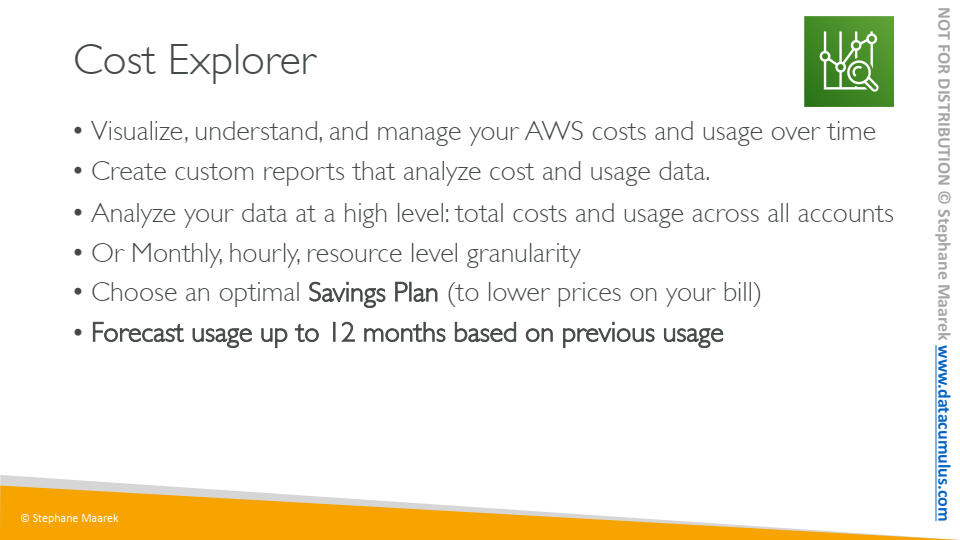 Cost Explorer
• Visualize, understand, and manage your AWS costs and usage over time
• Create custom reports that analyze cost and usage data.
• Analyze your data at a high level: total costs and usage across all accounts
• Or Monthly, hourly, resource level granularity
• Choose an optimal Savings Plan (to lower prices on your bill)
• Forecast usage up to 12 months based on previous usage
© Stephane Maarek
NOT FOR DISTRIBUTION © Stephane Maarek www.datacumulus.com